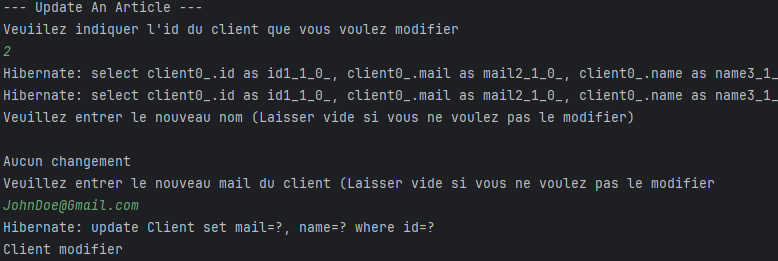 --- Update An Article ---
Veuiilez indiquer l'id du client que vous voulez modifier
2
Hibernate: select client0_.id as id1_1_0_, client0_.mail as mail2_1_0_, client0_.name as name3_1_
Hibernate: select client0_.id as id1_1_0_, client0_.mail as mail2_1_0_, client0_.name as name3_1_
Veuillez entrer le nouveau nom (Laisser vide si vous ne voulez pas le modifier)
Aucun changement
Veuillez entrer le nouveau mail du client (Laisser vide si vous ne voulez pas le modifier
JohnDoe@Gmail.com
Hibernate: update Client set mail=?, name=? where id=?
Client modifier